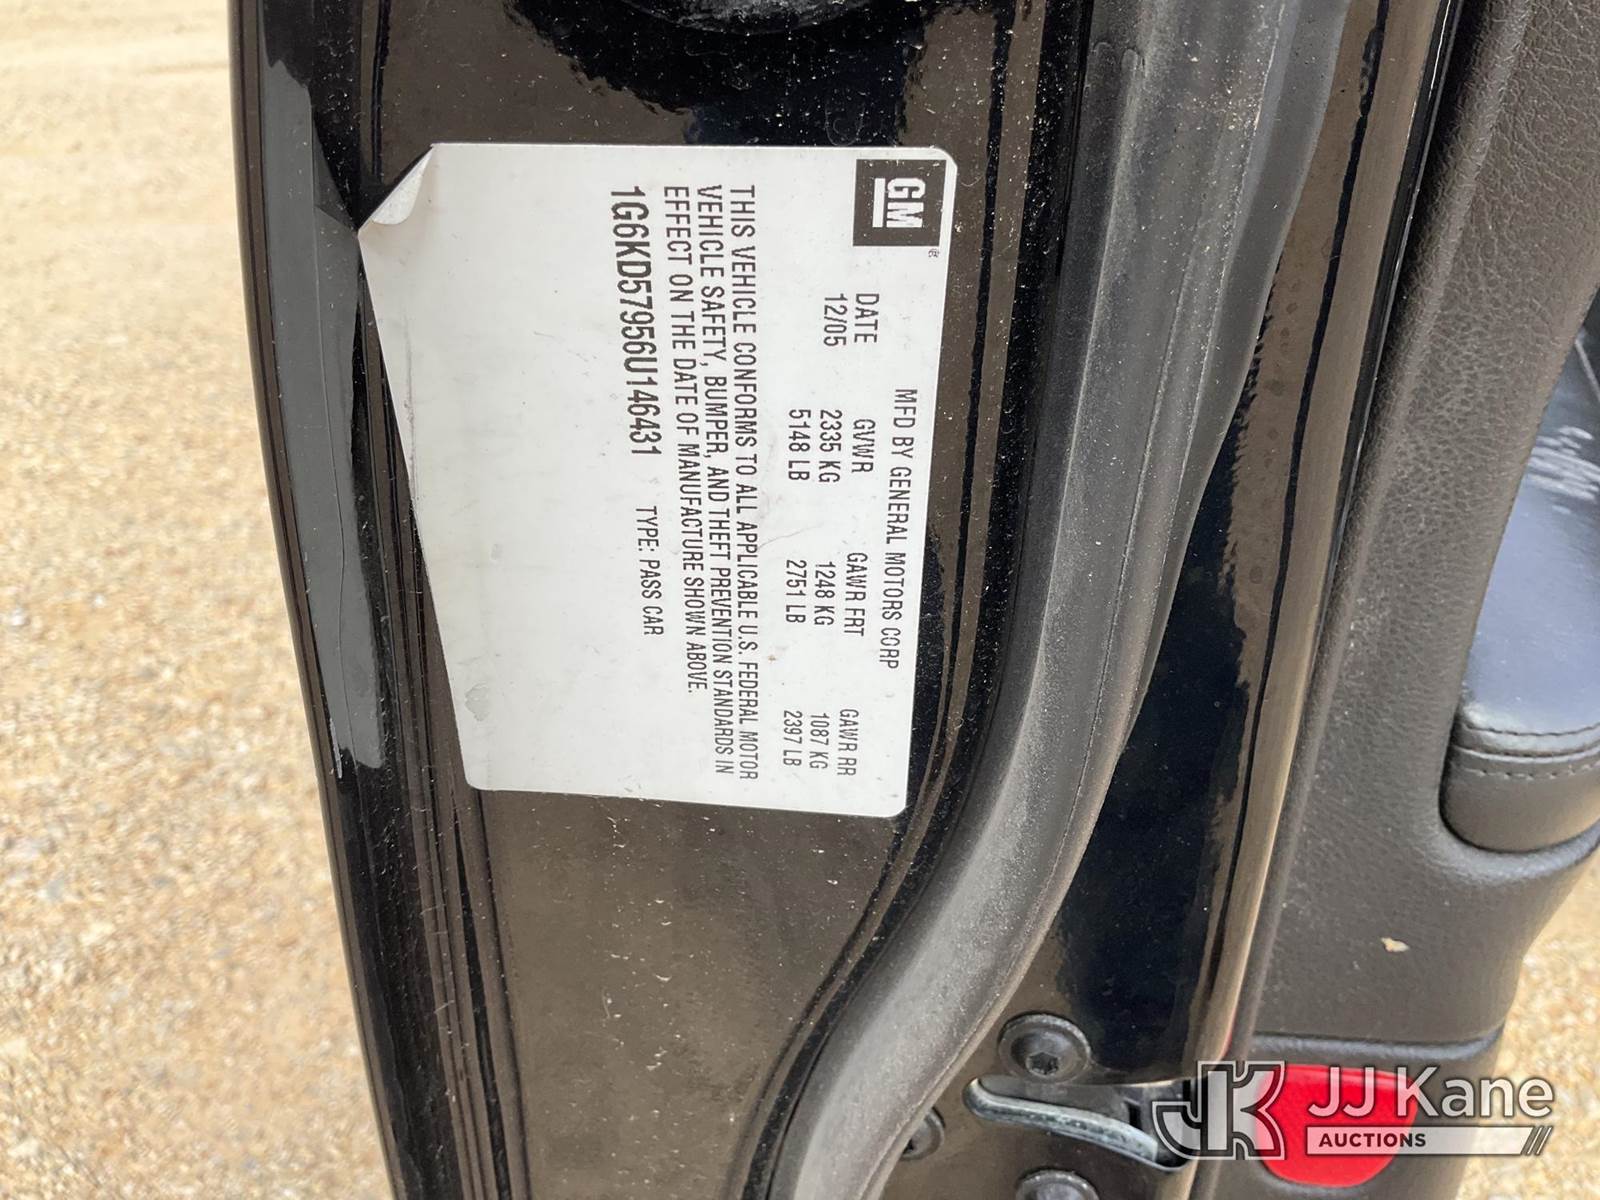 GM
MFD BY GENERAL MOTORS CORP
DATE GVWR GAWR FRT GAWR RR
12/05 2335 KG 1248 KG 1087 KG
5148 LB 2751 LB 2397 LB
THIS VEHICLE CONFORMS TO ALL APPLICABLE U.S. FEDERAL MOTOR
VEHICLE SAFETY, BUMPER, AND THEFT PREVENTION STANDARDS IN
EFFECT ON THE DATE OF MANUFACTURE SHOWN ABOVE.
1G6KD57956U146431 TYPE: PASS CAR
JK JJ Kane
AUCTIONS